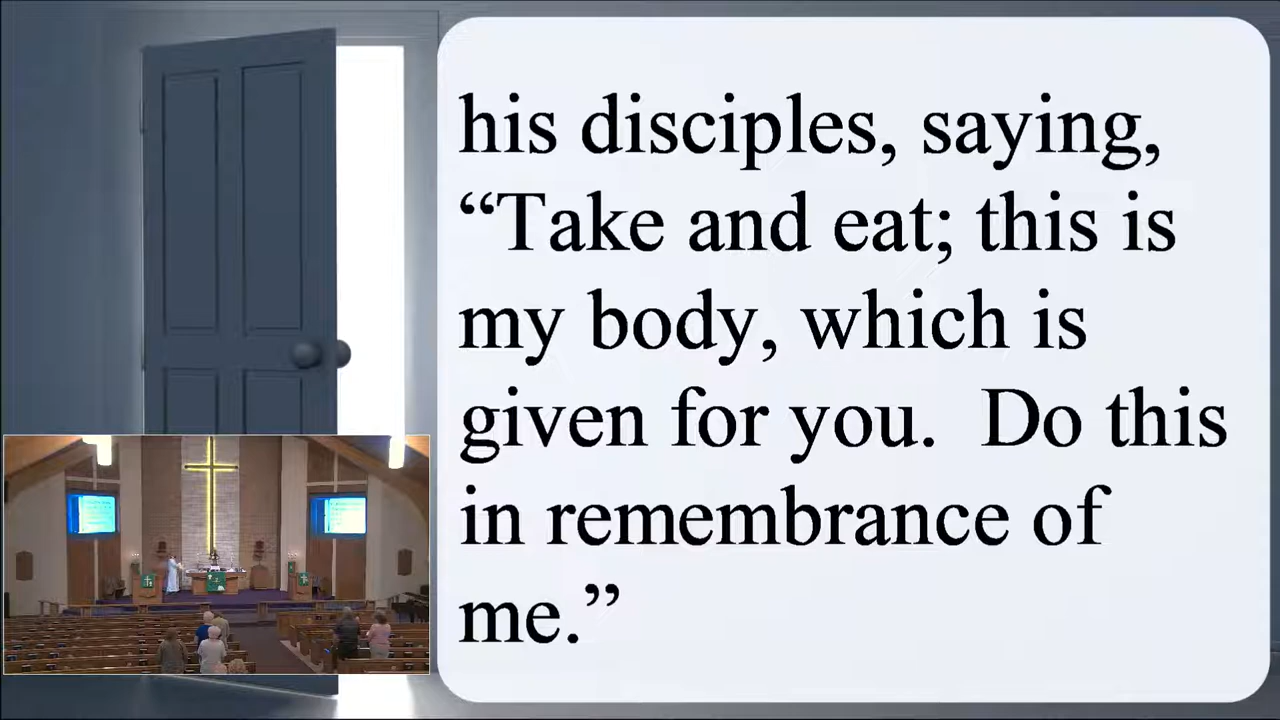 his disciples, saying,
“Take and eat; this is
my body, which is
given for you.  Do this
in remembrance of
me.”